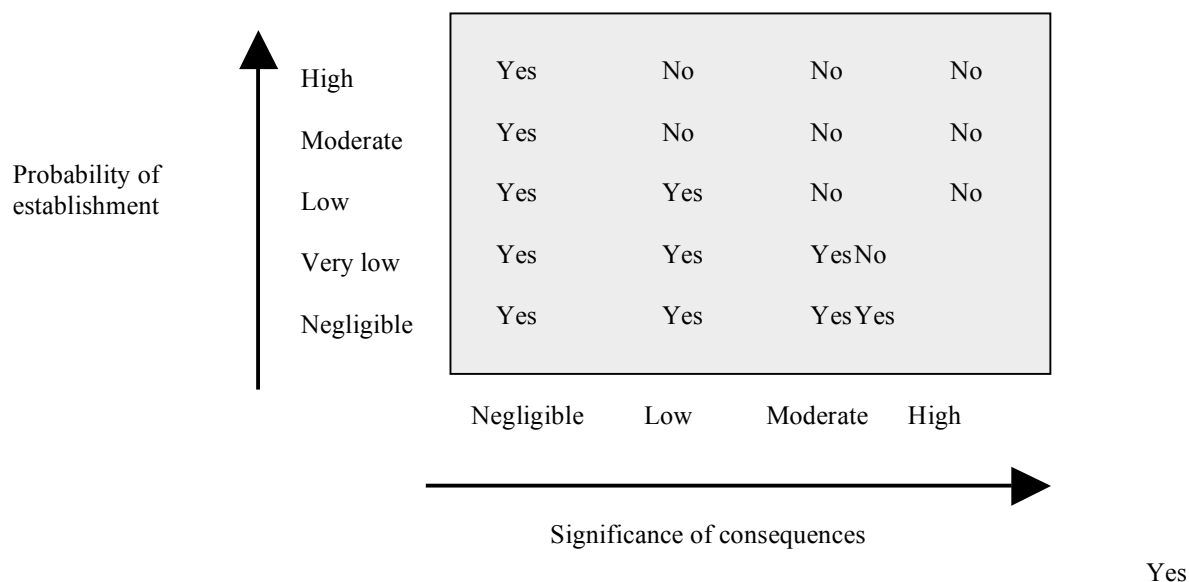 High Yes No No No
Moderate Yes No No No
Probability of
establishment
Low Yes Yes No No
Very low Yes Yes YesNo
Negligible Yes Yes YesYes
Negligible Low Moderate High
Significance of consequences
Yes